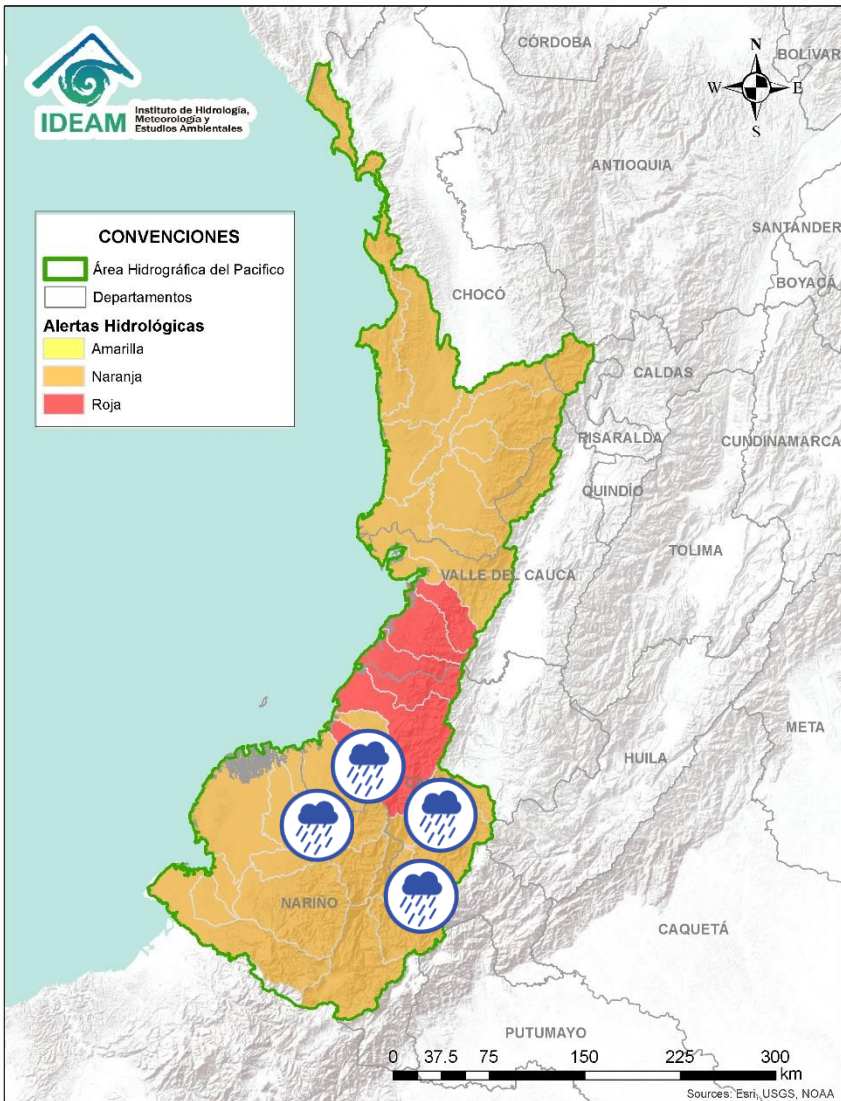 IDEAM
Instituto de Hidrología,
Meteorología y
Estudios Ambientales
N
W
E
S
CONVENCIONES
Área Hidrográfica del Pacifico
Departamentos
Alertas Hidrológicas
Amarilla
Naranja
Roja
CÓRDOBA
BOLÍVAR
ANTIOQUIA
SANTANDER
BOYACÁ
CHOCÓ
CALDAS
RISARALDA
CUNDINAMARCA
QUINDÍO
TOLIMA
VALLE DEL CAUCA
META
HUILA
NARIÑO
CAQUETÁ
PUTUMAYO
0 37.5 75 150 225 300
km
Sources: Esri, USGS, NOAA